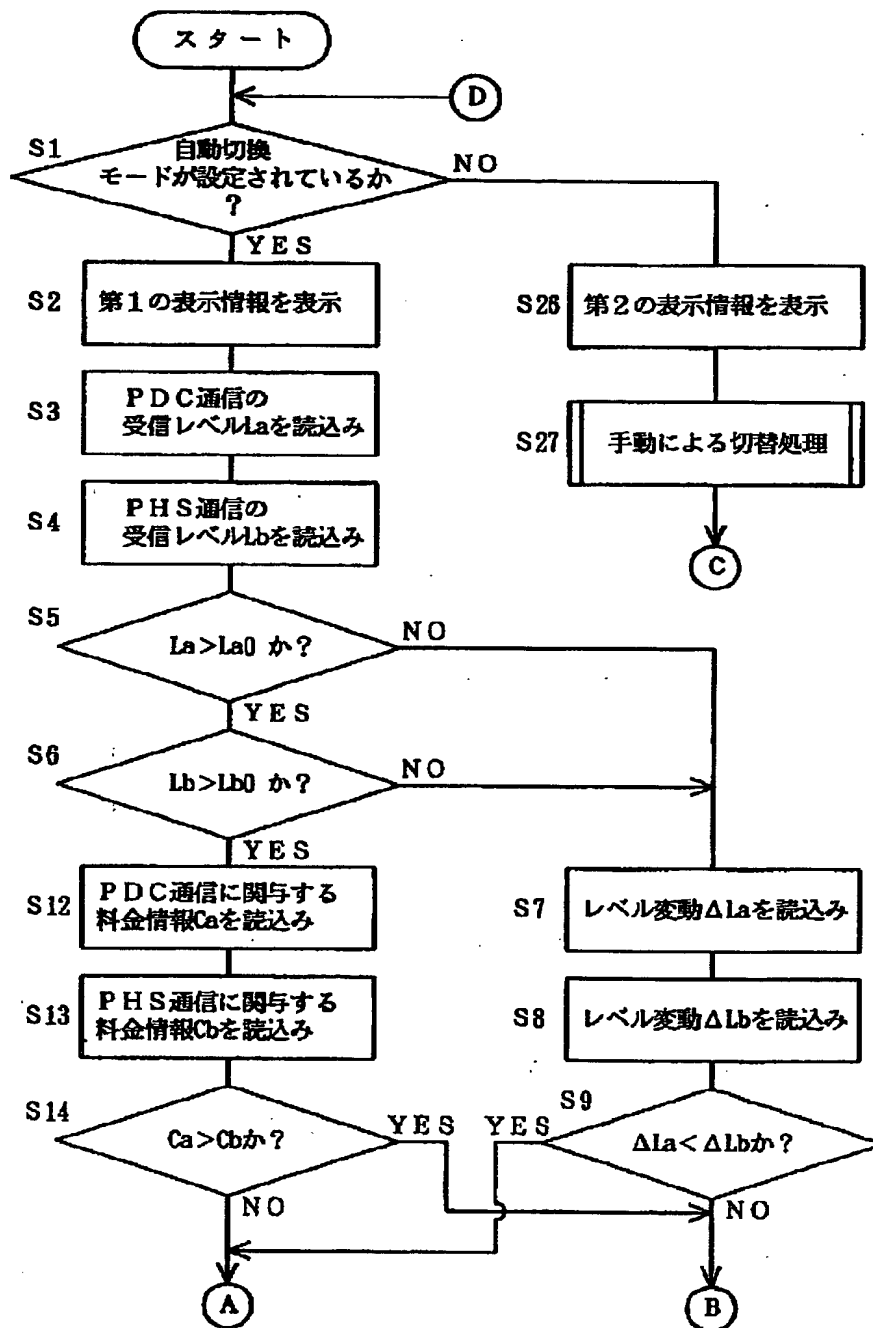 スタート
D
S1
自動切換
モードが設定されているか
?
NO
YES
S2
第1の表示情報を表示
S26
第2の表示情報を表示
S3
PDC通信の
受信レベルLaを読込み
S27
手動による切替処理
S4
PHS通信の
受信レベルLbを読込み
C
S5
La>La0 か?
NO
YES
S6
Lb>Lb0 か?
NO
YES
S12
PDC通信に関与する
料金情報Caを読込み
S7
レベル変動ΔLaを読込み
S13
PHS通信に関与する
料金情報Cbを読込み
S8
レベル変動ΔLbを読込み
S14
Ca>Cbか?
YES
NO
S9
ΔLa<ΔLbか?
YES
NO
A
B